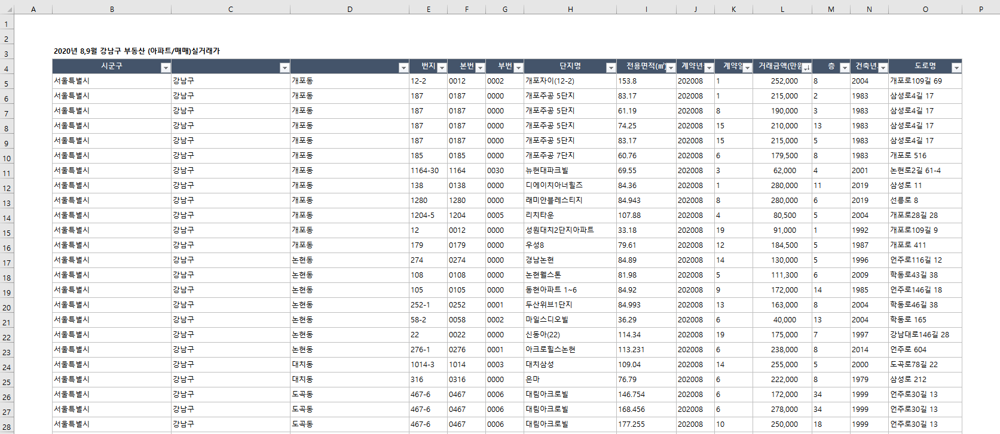 A B C D E F G H I J K L M N O P
1
2
3 2020년 8,9월 강남구 부동산 (아파트/매매)실거래가
4 시군구 번지 본번 부번 단지명 전용면적(㎡) 계약년 계약일 거래금액(만원 층 건축년 도로명
5 서울특별시 강남구 개포동 12-2 0012 0002 개포자이(12-2) 153.8 202008 1 252,000 8 2004 개포로109길 69
6 서울특별시 강남구 개포동 187 0187 0000 개포주공 5단지 83.17 202008 1 215,000 2 1983 삼성로4길 17
7 서울특별시 강남구 개포동 187 0187 0000 개포주공 5단지 61.19 202008 8 190,000 3 1983 삼성로4길 17
8 서울특별시 강남구 개포동 187 0187 0000 개포주공 5단지 74.25 202008 15 210,000 13 1983 삼성로4길 17
9 서울특별시 강남구 개포동 187 0187 0000 개포주공 5단지 83.17 202008 15 215,000 5 1983 삼성로4길 17
10 서울특별시 강남구 개포동 185 0185 0000 개포주공 7단지 60.76 202008 6 179,500 8 1983 개포로 516
11 서울특별시 강남구 개포동 1164-30 1164 0030 뉴현대파크빌 69.55 202008 3 62,000 4 2001 논현로2길 61-4
12 서울특별시 강남구 개포동 138 0138 0000 디에이치아너힐즈 84.36 202008 1 280,000 11 2019 삼성로 11
13 서울특별시 강남구 개포동 1280 1280 0000 래미안블레스티지 84.943 202008 8 280,000 6 2019 선릉로 8
14 서울특별시 강남구 개포동 1204-5 1204 0005 리치타운 107.88 202008 4 80,500 5 2004 개포로28길 28
15 서울특별시 강남구 개포동 12 0012 0000 성원대치2단지아파트 33.18 202008 19 91,000 1 1992 개포로109길 9
16 서울특별시 강남구 개포동 179 0179 0000 우성8 79.61 202008 12 184,500 5 1987 개포로 411
17 서울특별시 강남구 논현동 274 0274 0000 경남논현 84.89 202008 14 130,000 5 1996 언주로116길 12
18 서울특별시 강남구 논현동 108 0108 0000 논현웰스톤 81.98 202008 5 111,300 6 2009 학동로43길 38
19 서울특별시 강남구 논현동 105 0105 0000 동현아파트 1~6 84.92 202008 9 172,000 14 1985 언주로146길 18
20 서울특별시 강남구 논현동 252-1 0252 0001 두산위브1단지 84.993 202008 13 163,000 8 2004 학동로46길 38
21 서울특별시 강남구 논현동 58-2 0058 0002 마일스디오빌 36.29 202008 6 40,000 13 2004 학동로 165
22 서울특별시 강남구 논현동 22 0022 0000 신동아(22) 114.34 202008 19 175,000 7 1997 강남대로146길 28
23 서울특별시 강남구 논현동 276-1 0276 0001 아크로힐스논현 113.231 202008 6 238,000 8 2014 언주로 604
24 서울특별시 강남구 대치동 1014-3 1014 0003 대치삼성 109.04 202008 14 255,000 5 2000 도곡로78길 22
25 서울특별시 강남구 대치동 316 0316 0000 은마 76.79 202008 6 222,000 8 1979 삼성로 212
26 서울특별시 강남구 도곡동 467-6 0467 0006 대림아크로빌 146.754 202008 6 172,000 34 1999 언주로30길 13
27 서울특별시 강남구 도곡동 467-6 0467 0006 대림아크로빌 168.456 202008 6 278,000 34 1999 언주로30길 13
28 서울특별시 강남구 도곡동 467-6 0467 0006 대림아크로빌 177.255 202008 10 250,000 18 1999 언주로30길 13